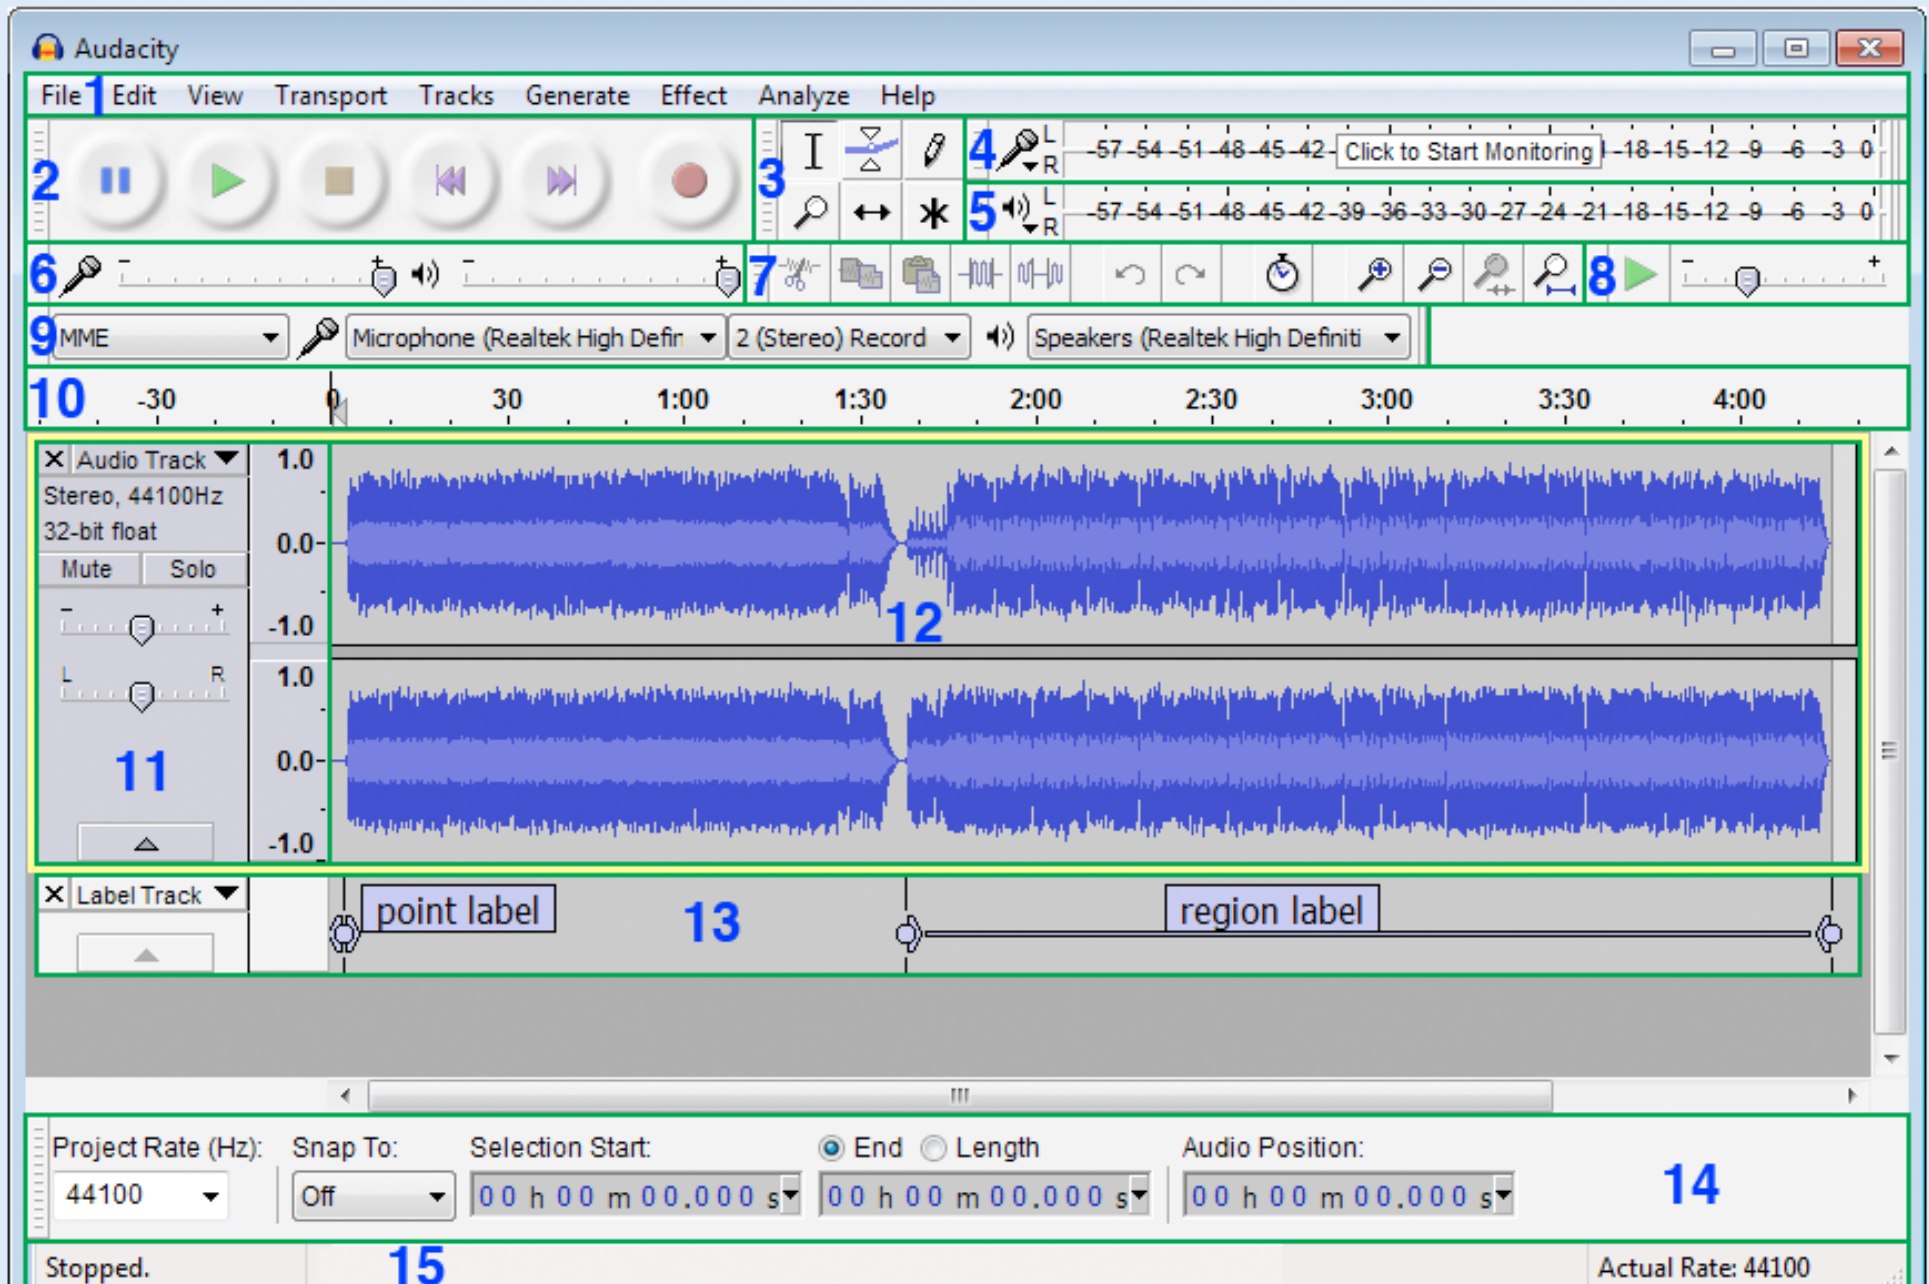 Audacity
File 1 Edit View Transport Tracks Generate Effect Analyze Help
2
3
4 L -57 -54 -51 -48 -45 -42 - Click to Start Monitoring -18 -15 -12 -9 -6 -3 0
R
5 L -57 -54 -51 -48 -45 -42 -39 -36 -33 -30 -27 -24 -21 -18 -15 -12 -9 -6 -3 0
R
6 - + - +
7
8 - +
9 MME Microphone (Realtek High Defir 2 (Stereo) Record Speakers (Realtek High Definiti
10 -30 0 30 1:00 1:30 2:00 2:30 3:00 3:30 4:00
X Audio Track 1.0
Stereo, 44100Hz
32-bit float
0.0-
Mute Solo
- +
-1.0
12
L R
1.0
0.0-
11
-1.0
X Label Track
point label 13 region label
Project Rate (Hz): Snap To: Selection Start: End Length Audio Position:
44100 Off 00 h 00 m 00.000 s 00 h 00 m 00.000 s 00 h 00 m 00.000 s 14
Stopped. 15 Actual Rate: 44100